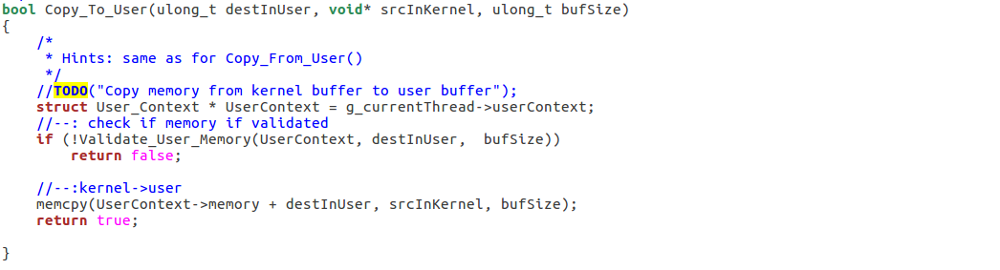 bool Copy_To_User(ulong_t destInUser, void* srcInKernel, ulong_t bufSize)
{
    /*
     * Hints: same as for Copy_From_User()
     */
    //TODO("Copy memory from kernel buffer to user buffer");
    struct User_Context * UserContext = g_currentThread->userContext;
    //--: check if memory if validated
    if (!Validate_User_Memory(UserContext, destInUser,  bufSize))
        return false;

    //--:kernel->user
    memcpy(UserContext->memory + destInUser, srcInKernel, bufSize);
    return true;

}